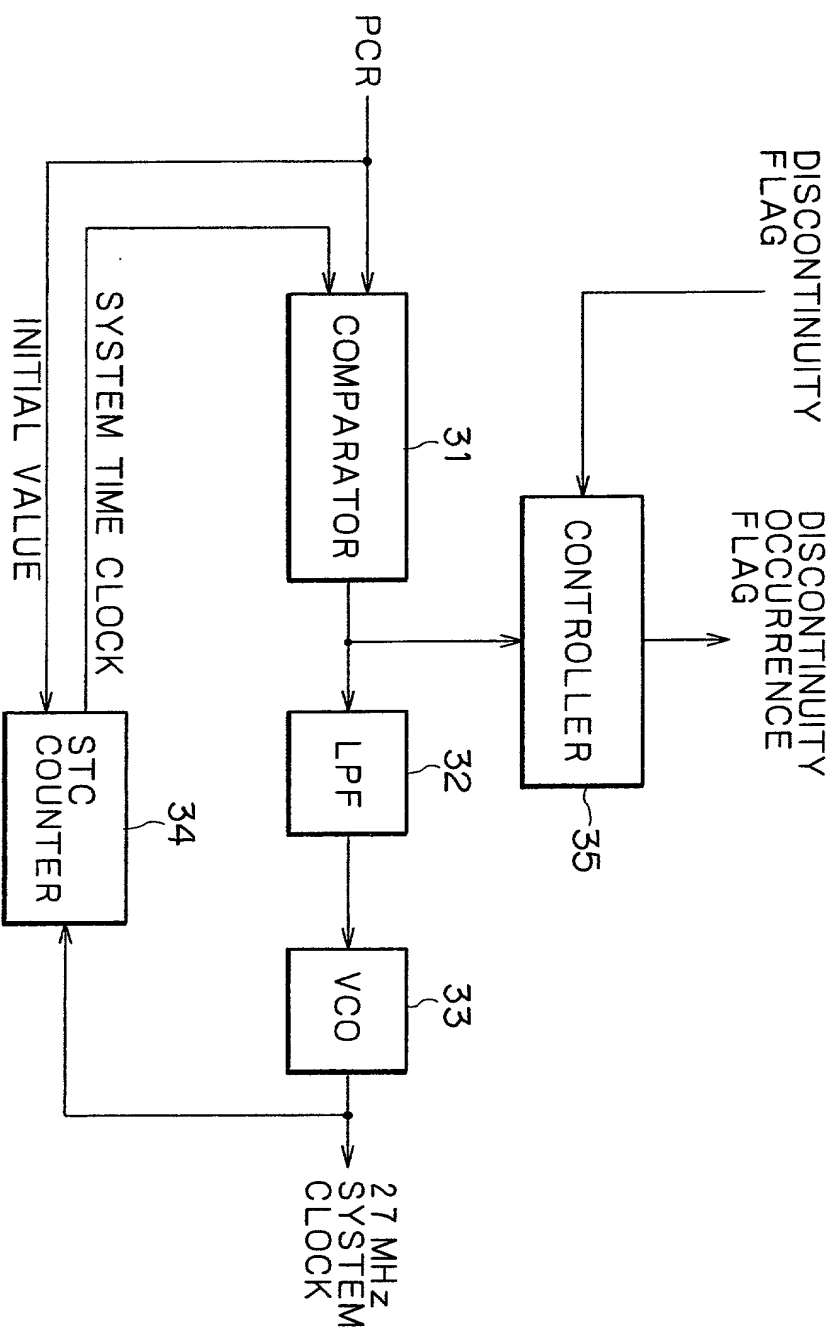 DISCONTINUITY
FLAG
DISCONTINUITY
OCCURRENCE
FLAG
CONTROLLER
35
PCR
COMPARATOR
31
LPF
32
VCO
33
27 MHz
SYSTEM
CLOCK
SYSTEM TIME CLOCK
INITIAL VALUE
STC
COUNTER
34